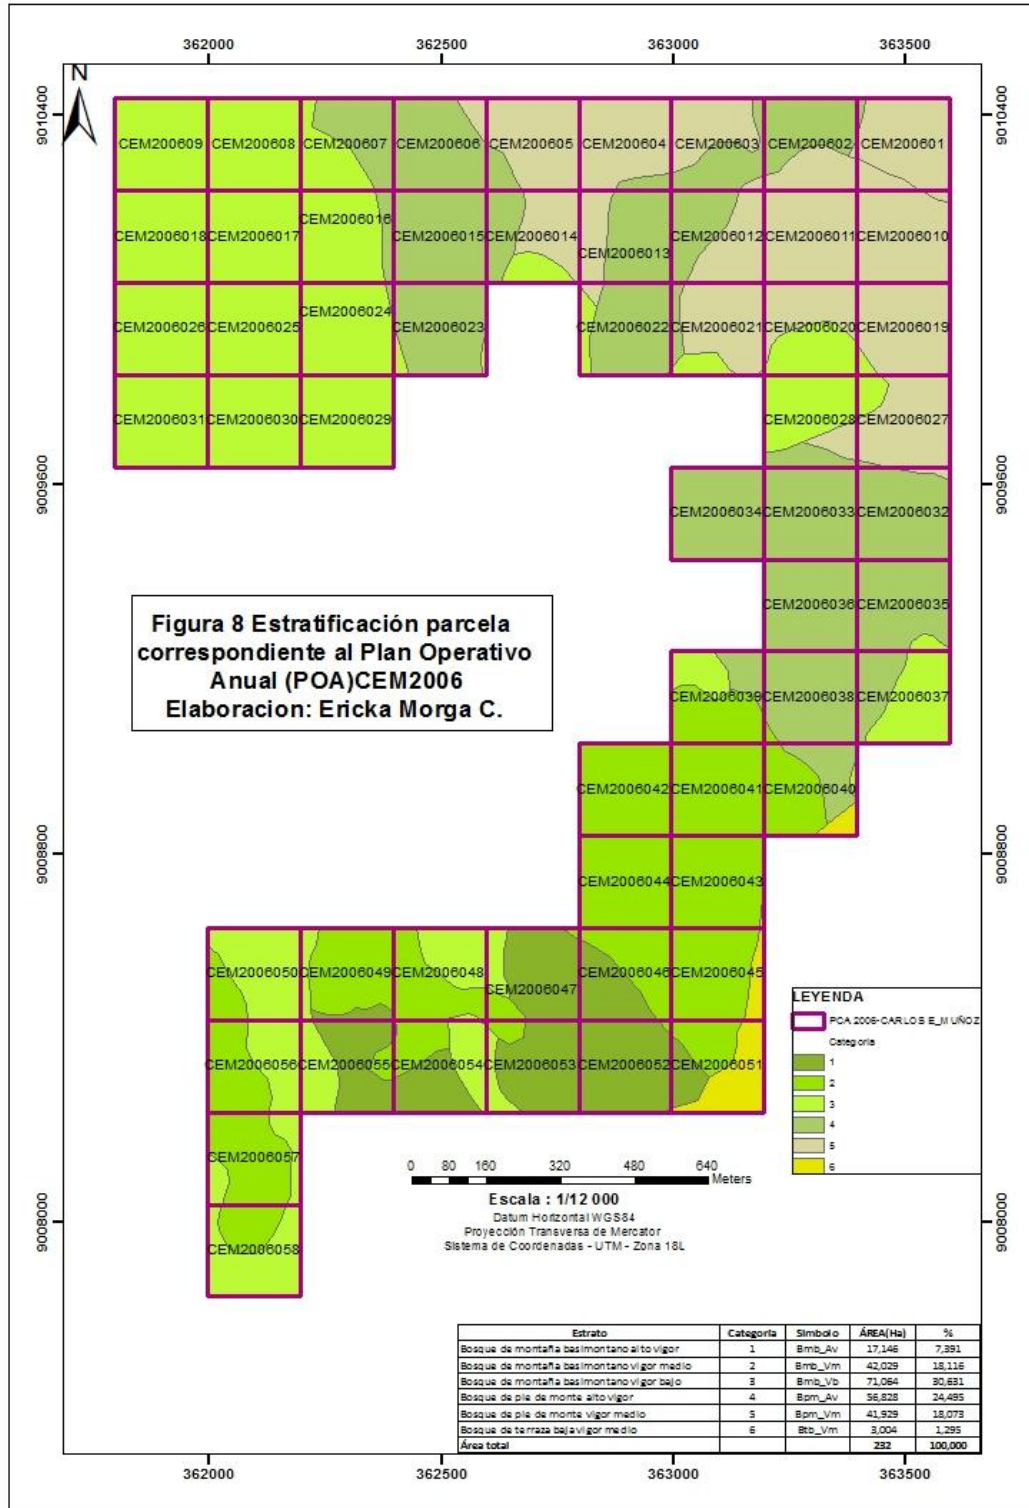 362000 362500 363000 363500
N
9010400 9010400
CEM200609 CEM200608 CEM200607 CEM200606 CEM200605 CEM200604 CEM200603 CEM200602 CEM200601
CEM2006018 CEM2006017 CEM2006016 CEM2006015 CEM2006014 CEM2006013 CEM2006012 CEM2006011 CEM2006010
CEM2006026 CEM2006025 CEM2006024 CEM2006023 CEM2006022 CEM2006021 CEM2006020 CEM2006019
CEM2006031 CEM2006030 CEM2006029 CEM2006028 CEM2006027
9009600 9009600
CEM2006034 CEM2006033 CEM2006032
CEM2006036 CEM2006035
Figura 8 Estratificación parcela
correspondiente al Plan Operativo
Anual (POA)CEM2006
Elaboracion: Ericka Morga C.
CEM2006039 CEM2006038 CEM2006037
CEM2006042 CEM2006041 CEM2006040
9008800 9008800
CEM2006044 CEM2006043
CEM2006050 CEM2006049 CEM2006048 CEM2006047 CEM2006046 CEM2006045
CEM2006056 CEM2006055 CEM2006054 CEM2006053 CEM2006052 CEM2006051
CEM2006057
CEM2006058
LEYENDA
POA 2006-CARLOS E_MUÑOZ
Categoria
1
2
3
4
5
6
0 80 160 320 480 640
Meters
Escala : 1/12 000
Datum Horizontal WGS84
Proyección Transversa de Mercator
Sistema de Coordenadas - UTM - Zona 18L
9008000 9008000
Estrato Categoría Simbolo ÁREA(Ha) %
Bosque de montaña basimontano alto vigor 1 Bmb_Av 17,146 7,391
Bosque de montaña basimontano vigor medio 2 Bmb_Vm 42,029 18,116
Bosque de montaña basimontano vigor bajo 3 Bmb_Vb 71,064 30,631
Bosque de pie de monte alto vigor 4 Bpm_Av 56,828 24,495
Bosque de pie de monte vigor medio 5 Bpm_Vm 41,929 18,073
Bosque de terraza baja vigor medio 6 Btb_Vm 3,004 1,295
Área total 232 100,000
362000 362500 363000 363500